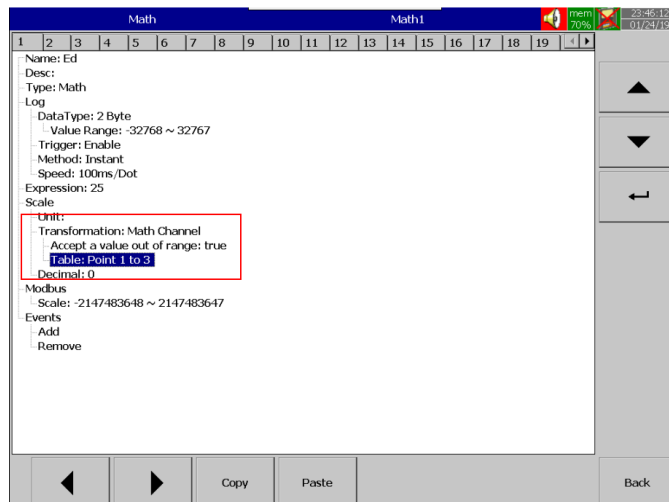 Math Math1 mem 70% 23:46:12 01/24/19
1 2 3 4 5 6 7 8 9 10 11 12 13 14 15 16 17 18 19
Name: Ed
Desc:
Type: Math
Log
DataType: 2 Byte
Value Range: -32768 ~ 32767
Trigger: Enable
Method: Instant
Speed: 100ms/Dot
Expression: 25
Scale
Unit:
Transformation: Math Channel
Accept a value out of range: true
Table: Point 1 to 3
Decimal: 0
Modbus
Scale: -2147483648 ~ 2147483647
Events
Add
Remove
Copy Paste Back